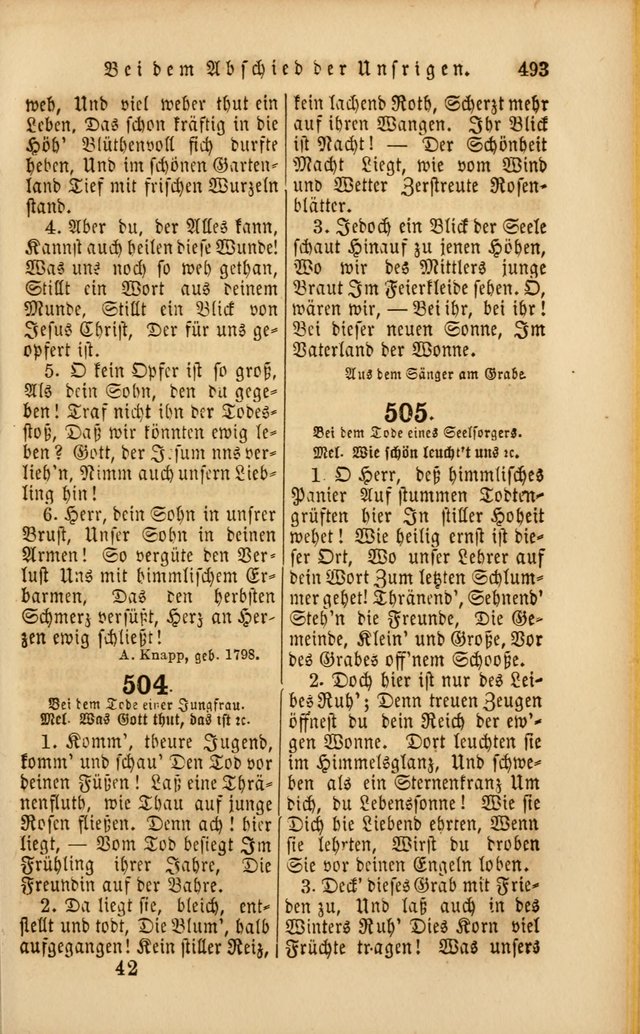 Bei dem Abschied der Unsrigen. 493
weh, Und viel weher thut ein
Leben, Das schon kräftig in die
Höh' Blüthenvoll sich durfte
heben, Und im schönen Garten-
land Tief mit frischen Wurzeln
stand.
4. Aber du, der Alles kann,
Kannst auch heilen diese Wunde!
Was uns noch so weh gethan,
Stillt ein Wort aus deinem
Munde, Stillt ein Blick von
Jesus Christ, Der für uns ge-
opfert ist.
5. O kein Opfer ist so groß,
Als dein Sohn, den du gege-
ben! Traf nicht ihn der Todes-
stoß, Daß wir könnten ewig le-
ben? Gott, der Jesum uns ver-
lieh'n, Nimm auch unsern Lieb-
ling hin!
6. Herr, dein Sohn in unsrer
Brust, Unser Sohn in deinen
Armen! So vergüte den Ver-
lust Uns mit himmlischem Er-
barmen, Das den herbsten
Schmerz versüßt, Herz an Her-
zen ewig schließt!
A. Knapp, geb. 1798.
504.
Bei dem Tode einer Jungfrau.
Mel. Was Gott thut, das ist ꝛc.
1. Komm', theure Jugend,
komm' und schau' Den Tod vor
deinen Füßen! Laß eine Thrä-
nenfluth, wie Thau auf junge
Rosen fließen. Denn ach! hier
liegt, — Vom Tod besiegt Im
Frühling ihrer Jahre, Die
Freundin auf der Bahre.
2. Da liegt sie, bleich, ent-
stellt und todt, Die Blum', halb
aufgegangen! Kein stiller Reiz,
42
kein lachend Roth, Scherzt mehr
auf ihren Wangen. Ihr Blick
ist Nacht! — Der Schönheit
Macht Liegt, wie vom Wind
und Wetter Zerstreute Rosen-
blätter.
3. Jedoch ein Blick der Seele
schaut Hinauf zu jenen Höhen,
Wo wir des Mittlers junge
Braut Im Feierkleide sehen. O,
wären wir, — Bei ihr, bei ihr!
Bei dieser neuen Sonne, Im
Vaterland der Wonne.
Aus dem Sänger am Grabe.
505.
Bei dem Tode eines Seelsorgers.
Mel. Wie schön leucht't uns ꝛc.
1. O Herr, deß himmlisches
Panier Auf stummen Todten-
grüften hier In stiller Hoheit
wehet! Wie heilig ernst ist die-
ser Ort, Wo unser Lehrer auf
dein Wort Zum letzten Schlum-
mer gehet! Thränend', Sehnend'
Steh'n die Freunde, Die Ge-
meinde, Klein' und Große, Vor
des Grabes off'nem Schooße.
2. Doch hier ist nur des Lei-
bes Ruh'; Denn treuen Zeugen
öffnest du dein Reich der ew'-
gen Wonne. Dort leuchten sie
im Himmelsglanz, Und schwe-
ben als ein Sternenkranz Um
dich, du Lebenssonne! Wie sie
Dich hie Liebend ehrten, Wenn
sie lehrten, Wirst du droben
Sie vor deinen Engeln loben.
3. Deck' dieses Grab mit Frie-
den zu, Und laß auch in des
Winters Ruh' Dies Korn viel
Früchte tragen! Was unsers